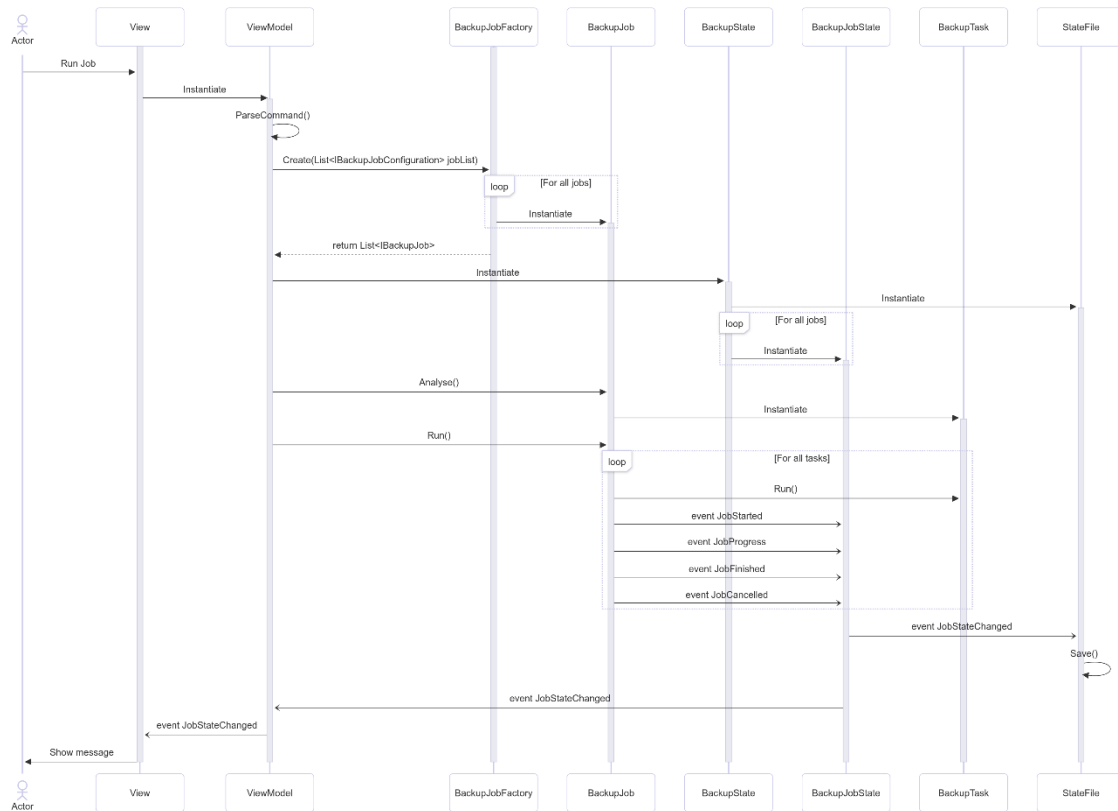 Actor
View
ViewModel
BackupJobFactory
BackupJob
BackupState
BackupJobState
BackupTask
StateFile
Run Job
Instantiate
ParseCommand()
Create(List<IBackupJobConfiguration> jobList)
loop
[For all jobs]
Instantiate
return List<IBackupJob>
Instantiate
Instantiate
loop
[For all jobs]
Instantiate
Analyse()
Instantiate
Run()
loop
[For all tasks]
Run()
event JobStarted
event JobProgress
event JobFinished
event JobCancelled
event JobStateChanged
Save()
event JobStateChanged
event JobStateChanged
Show message
Actor
View
ViewModel
BackupJobFactory
BackupJob
BackupState
BackupJobState
BackupTask
StateFile